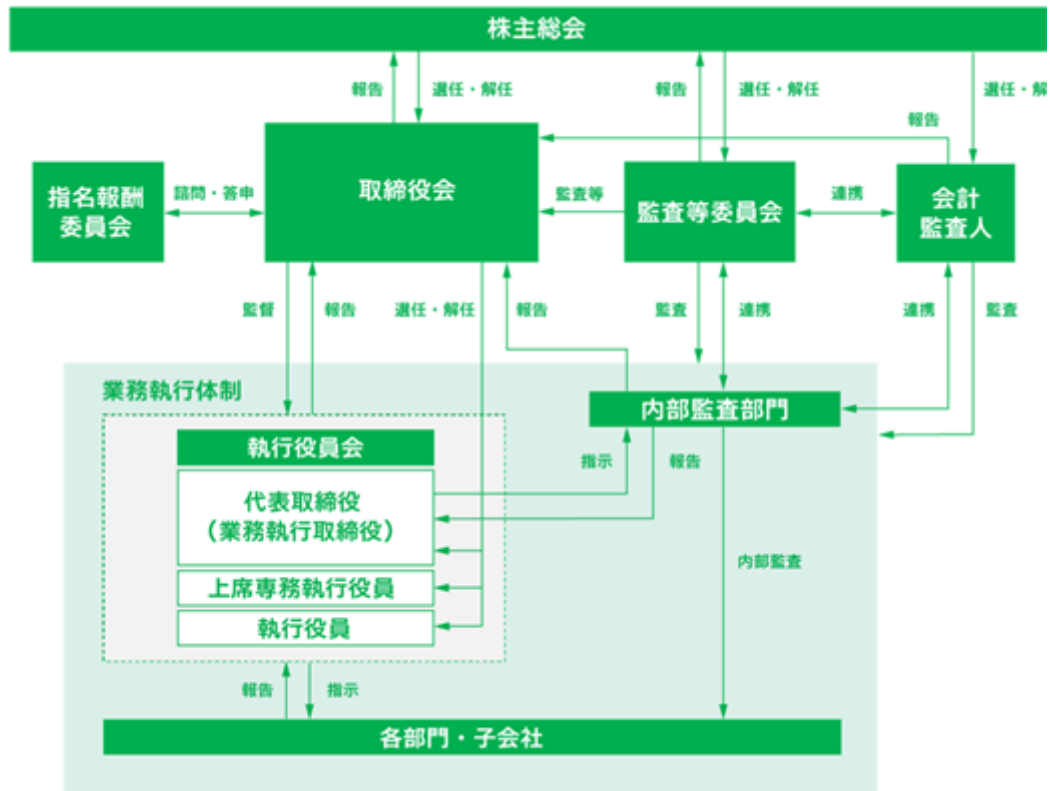 株主総会
報告
選任・解任
報告
選任・解任
選任・解
報告
指名報酬
委員会
諮問・答申
取締役会
監査等
監査等委員会
連携
会計
監査人
監督
報告
選任・解任
報告
監査
連携
連携
監査
業務執行体制
内部監査部門
執行役員会
指示
報告
代表取締役
（業務執行取締役）
内部監査
上席専務執行役員
執行役員
報告
指示
各部門・子会社